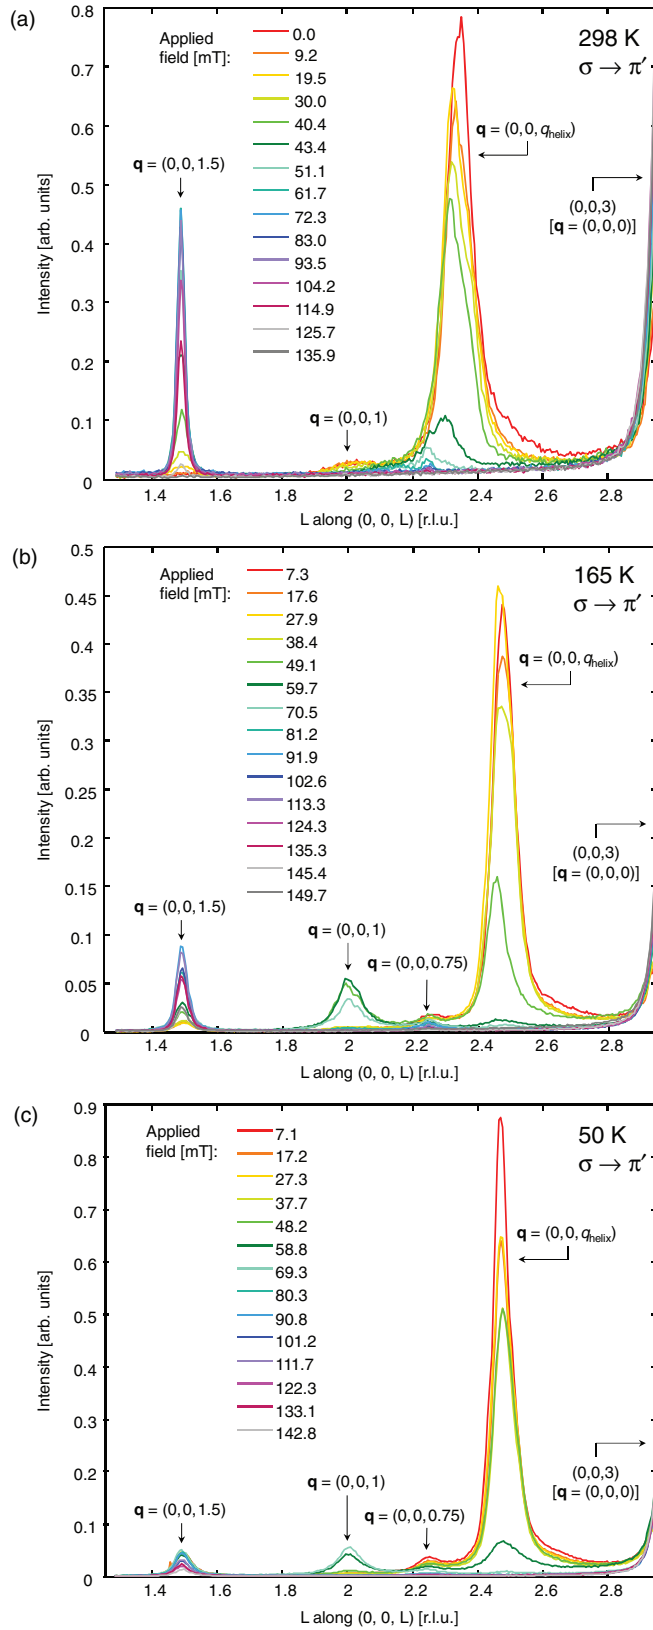 (a)
Applied
field [mT]:
0.0
9.2
19.5
30.0
40.4
43.4
51.1
61.7
72.3
83.0
93.5
104.2
114.9
125.7
135.9
298 K
σ → π′
q = (0,0,q_helix)
q = (0,0,1.5)
(0,0,3)
[q = (0,0,0)]
q = (0,0,1)
Intensity [arb. units]
0.8
0.7
0.6
0.5
0.4
0.3
0.2
0.1
0
1.4 1.6 1.8 2 2.2 2.4 2.6 2.8
L along (0, 0, L) [r.l.u.]
(b)
Applied
field [mT]:
7.3
17.6
27.9
38.4
49.1
59.7
70.5
81.2
91.9
102.6
113.3
124.3
135.3
145.4
149.7
165 K
σ → π′
q = (0,0,q_helix)
(0,0,3)
[q = (0,0,0)]
q = (0,0,1.5)
q = (0,0,1)
q = (0,0,0.75)
Intensity [arb. units]
0.5
0.45
0.4
0.35
0.3
0.25
0.2
0.15
0.1
0.05
0
1.4 1.6 1.8 2 2.2 2.4 2.6 2.8
L along (0, 0, L) [r.l.u.]
(c)
Applied
field [mT]:
7.1
17.2
27.3
37.7
48.2
58.8
69.3
80.3
90.8
101.2
111.7
122.3
133.1
142.8
50 K
σ → π′
q = (0,0,q_helix)
(0,0,3)
[q = (0,0,0)]
q = (0,0,1.5)
q = (0,0,1)
q = (0,0,0.75)
Intensity [arb. units]
0.9
0.8
0.7
0.6
0.5
0.4
0.3
0.2
0.1
0
1.4 1.6 1.8 2 2.2 2.4 2.6 2.8
L along (0, 0, L) [r.l.u.]